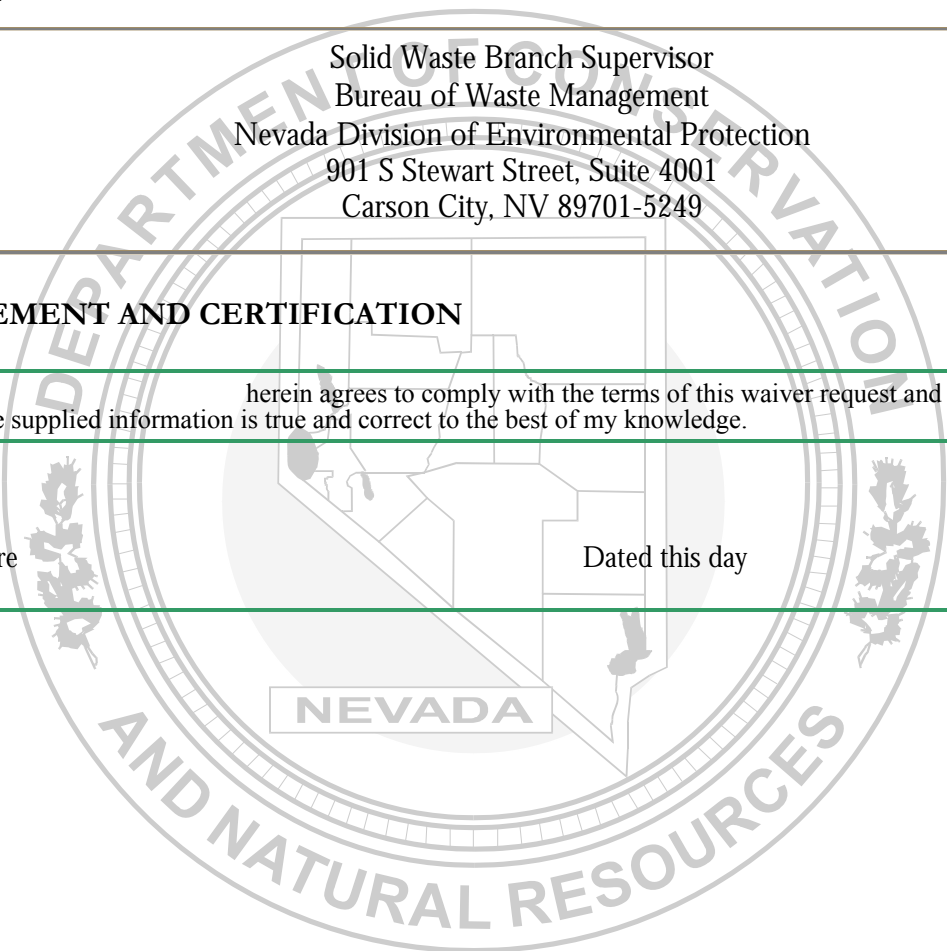 Solid Waste Branch Supervisor
Bureau of Waste Management
Nevada Division of Environmental Protection
901 S Stewart Street, Suite 4001
Carson City, NV 89701-5249
EMENT AND CERTIFICATION
herein agrees to comply with the terms of this waiver request and
e supplied information is true and correct to the best of my knowledge.
re
Dated this day
DEPARTMENT OF CONSERVATION
AND NATURAL RESOURCES
NEVADA